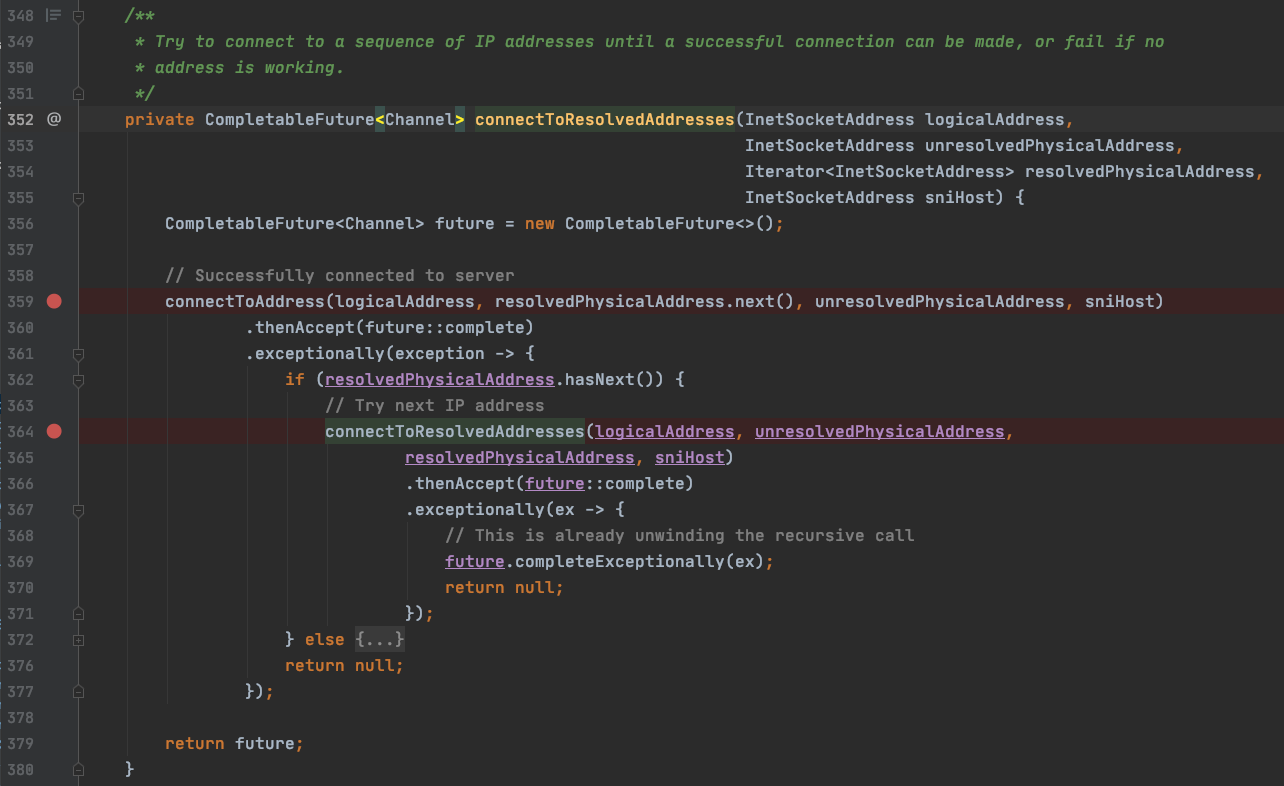 348 /**
349 * Try to connect to a sequence of IP addresses until a successful connection can be made, or fail if no
350 * address is working.
351 */
352 @ private CompletableFuture<Channel> connectToResolvedAddresses(InetSocketAddress logicalAddress,
353 InetSocketAddress unresolvedPhysicalAddress,
354 Iterator<InetSocketAddress> resolvedPhysicalAddress,
355 InetSocketAddress sniHost) {
356 CompletableFuture<Channel> future = new CompletableFuture<>();
357
358 // Successfully connected to server
359 connectToAddress(logicalAddress, resolvedPhysicalAddress.next(), unresolvedPhysicalAddress, sniHost)
360 .thenAccept(future::complete)
361 .exceptionally(exception -> {
362 if (resolvedPhysicalAddress.hasNext()) {
363 // Try next IP address
364 connectToResolvedAddresses(logicalAddress, unresolvedPhysicalAddress,
365 resolvedPhysicalAddress, sniHost)
366 .thenAccept(future::complete)
367 .exceptionally(ex -> {
368 // This is already unwinding the recursive call
369 future.completeExceptionally(ex);
370 return null;
371 });
372 } else {...}
376 return null;
377 });
378
379 return future;
380 }